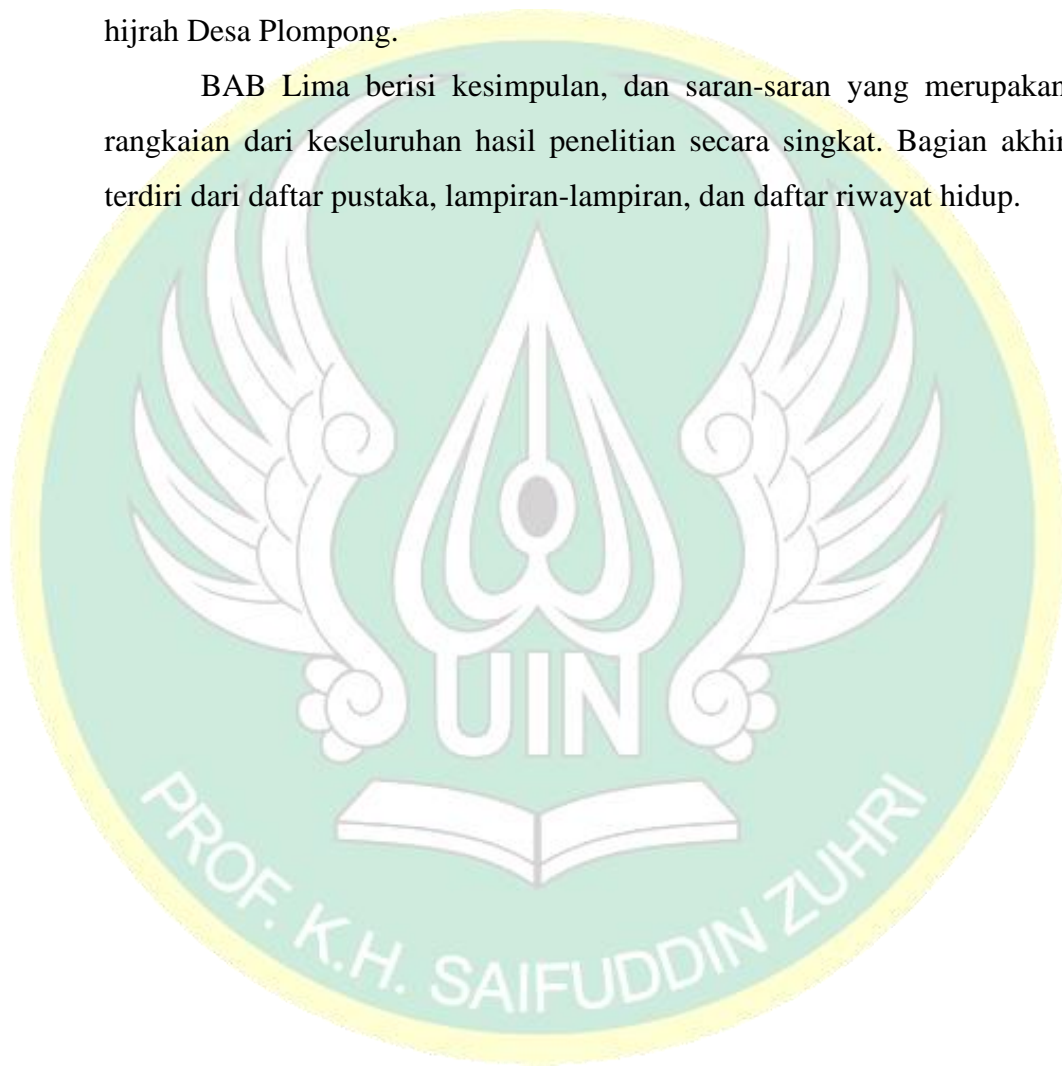 hijrah Desa Plompong.
BAB Lima berisi kesimpulan, dan saran-saran yang merupakan
rangkaian dari keseluruhan hasil penelitian secara singkat. Bagian akhir
terdiri dari daftar pustaka, lampiran-lampiran, dan daftar riwayat hidup.
UIN
PROF. K.H. SAIFUDDIN ZUHRI